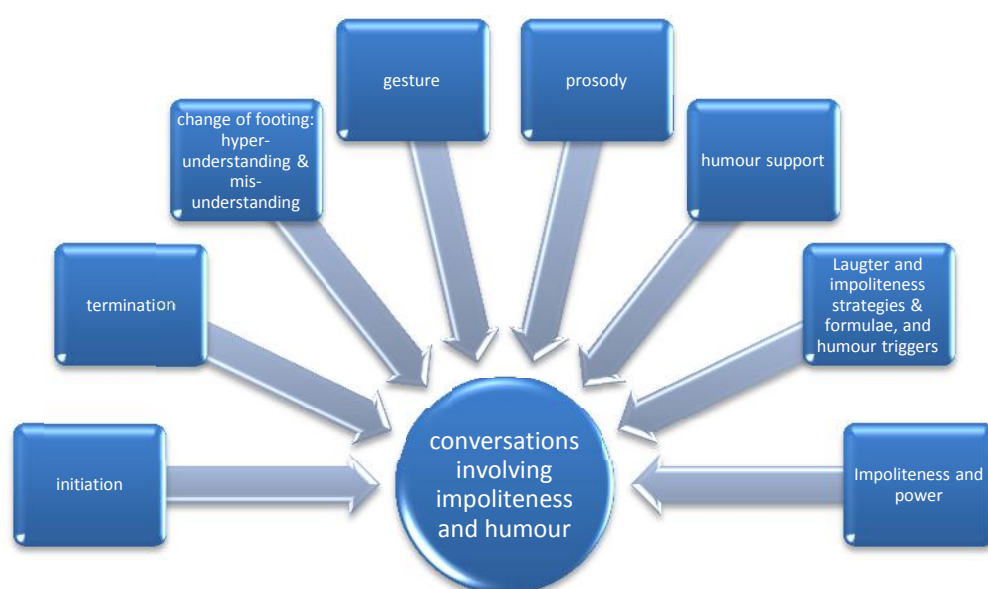 gesture
prosody
change of footing:
hyper-
understanding &
mis-
understanding
humour support
termination
Laugter and
impoliteness
strategies &
formulae, and
humour triggers
initiation
conversations
involving
impoliteness
and humour
Impoliteness and
power